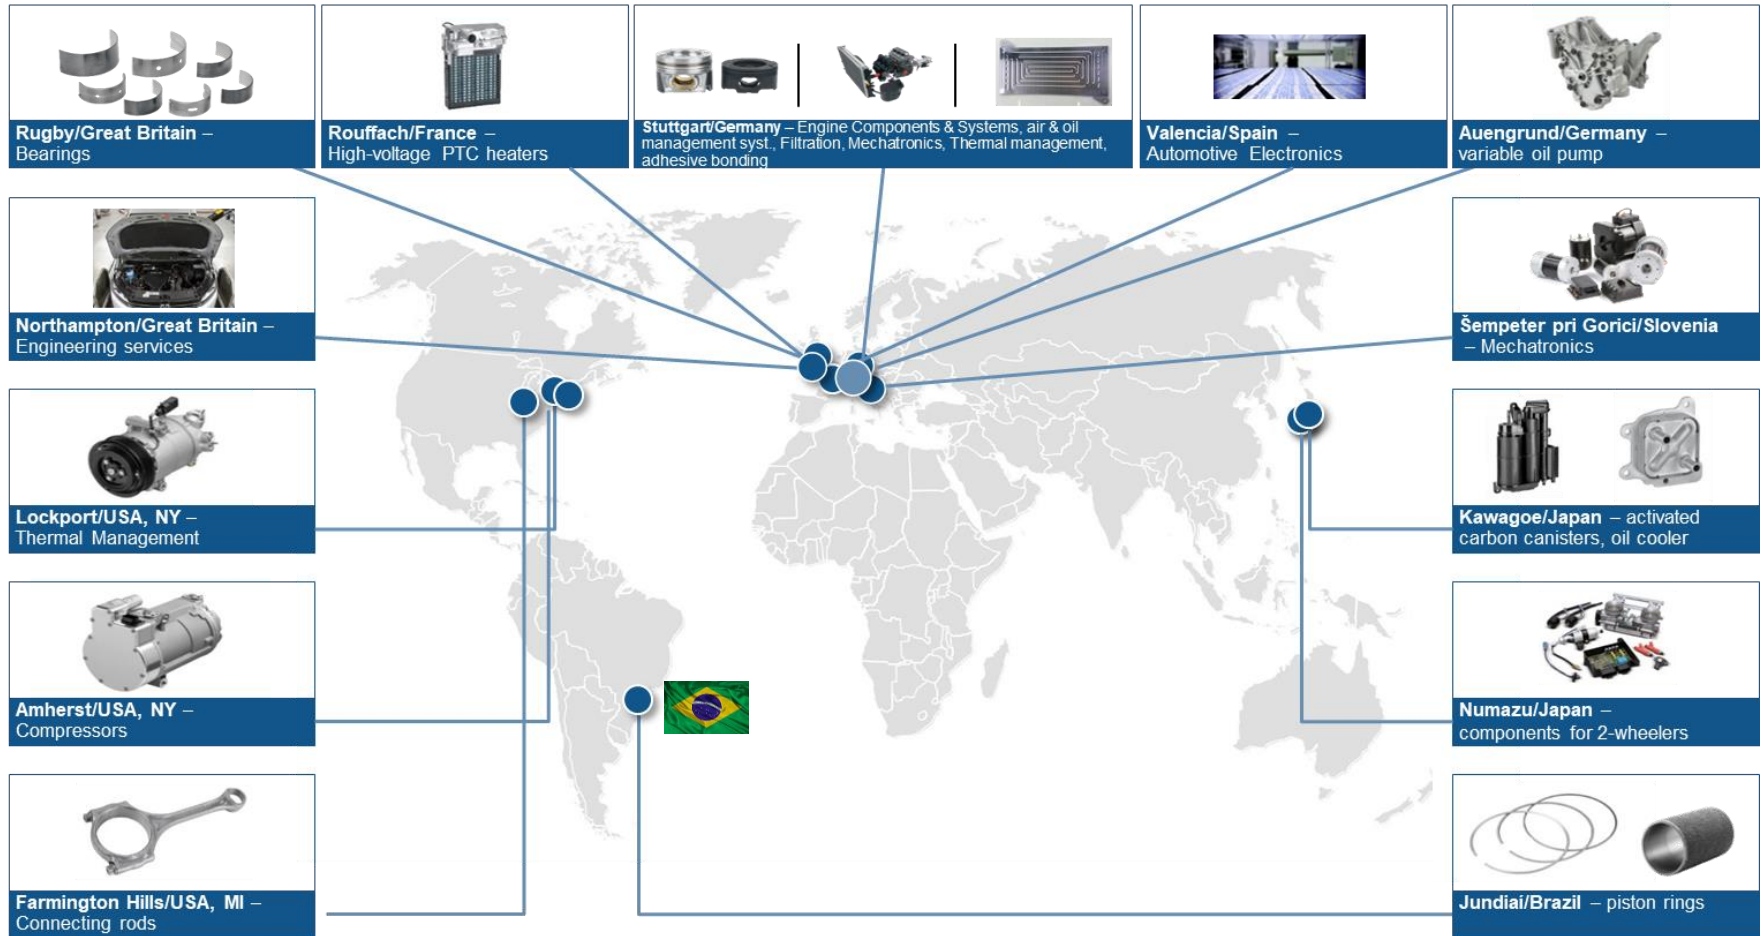 Rugby/Great Britain –
Bearings
Rouffach/France –
High-voltage PTC heaters
Stuttgart/Germany – Engine Components & Systems, air & oil
management syst., Filtration, Mechatronics, Thermal management,
adhesive bonding
Valencia/Spain –
Automotive Electronics
Auengrund/Germany –
variable oil pump
Northampton/Great Britain –
Engineering services
Šempeter pri Gorici/Slovenia
– Mechatronics
Lockport/USA, NY –
Thermal Management
Kawagoe/Japan – activated
carbon canisters, oil cooler
Amherst/USA, NY –
Compressors
Numazu/Japan –
components for 2-wheelers
Farmington Hills/USA, MI –
Connecting rods
Jundiaí/Brazil – piston rings